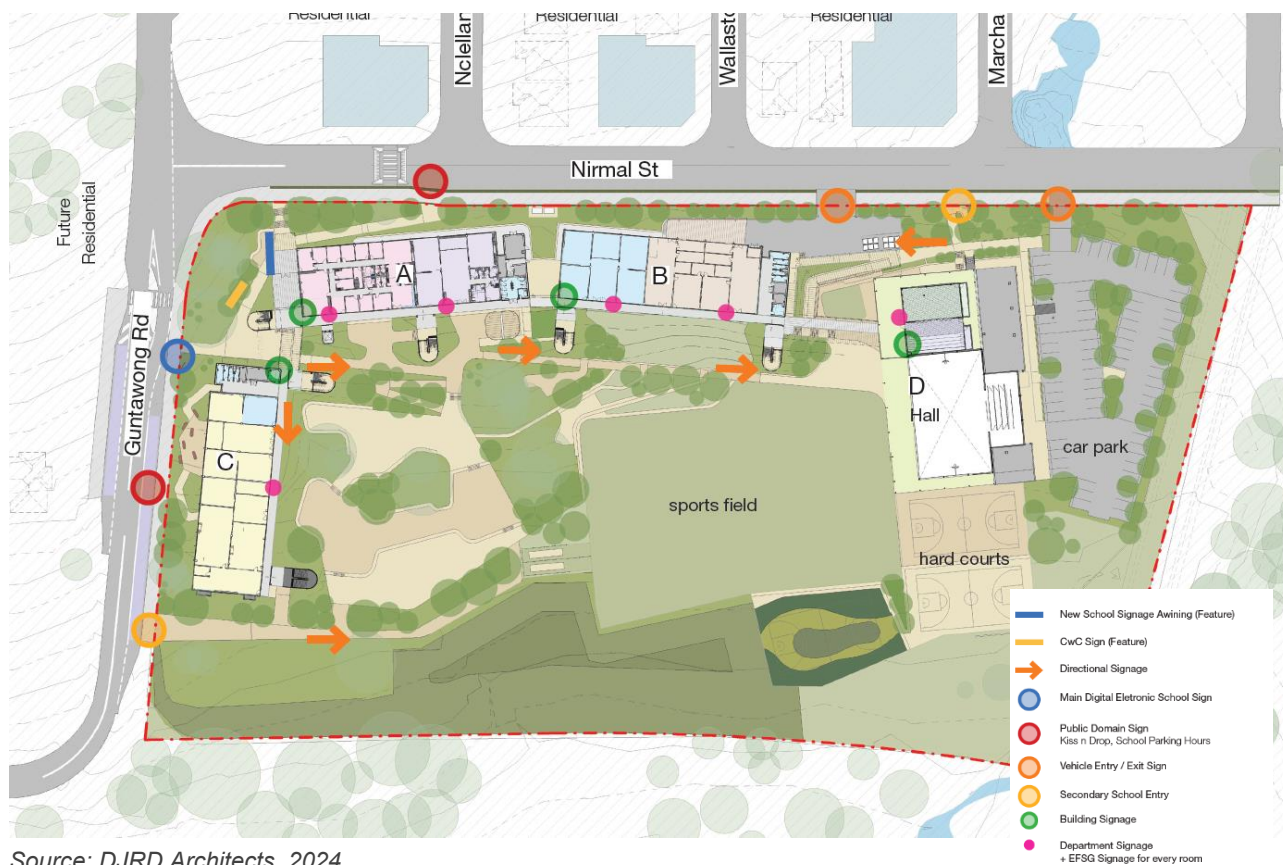 Residential
Residential
Residential
Nclellan
Wallaston
Marcha
Nirmal St
Future
Residential
Guntawong Rd
A
B
C
D
Hall
car park
sports field
hard courts
New School Signage Awining (Feature)
CwC Sign (Feature)
Directional Signage
Main Digital Eletronic School Sign
Public Domain Sign
Kiss n Drop, School Parking Hours
Vehicle Entry / Exit Sign
Secondary School Entry
Building Signage
Department Signage
+ EFSG Signage for every room
Source: DJRD Architects, 2024